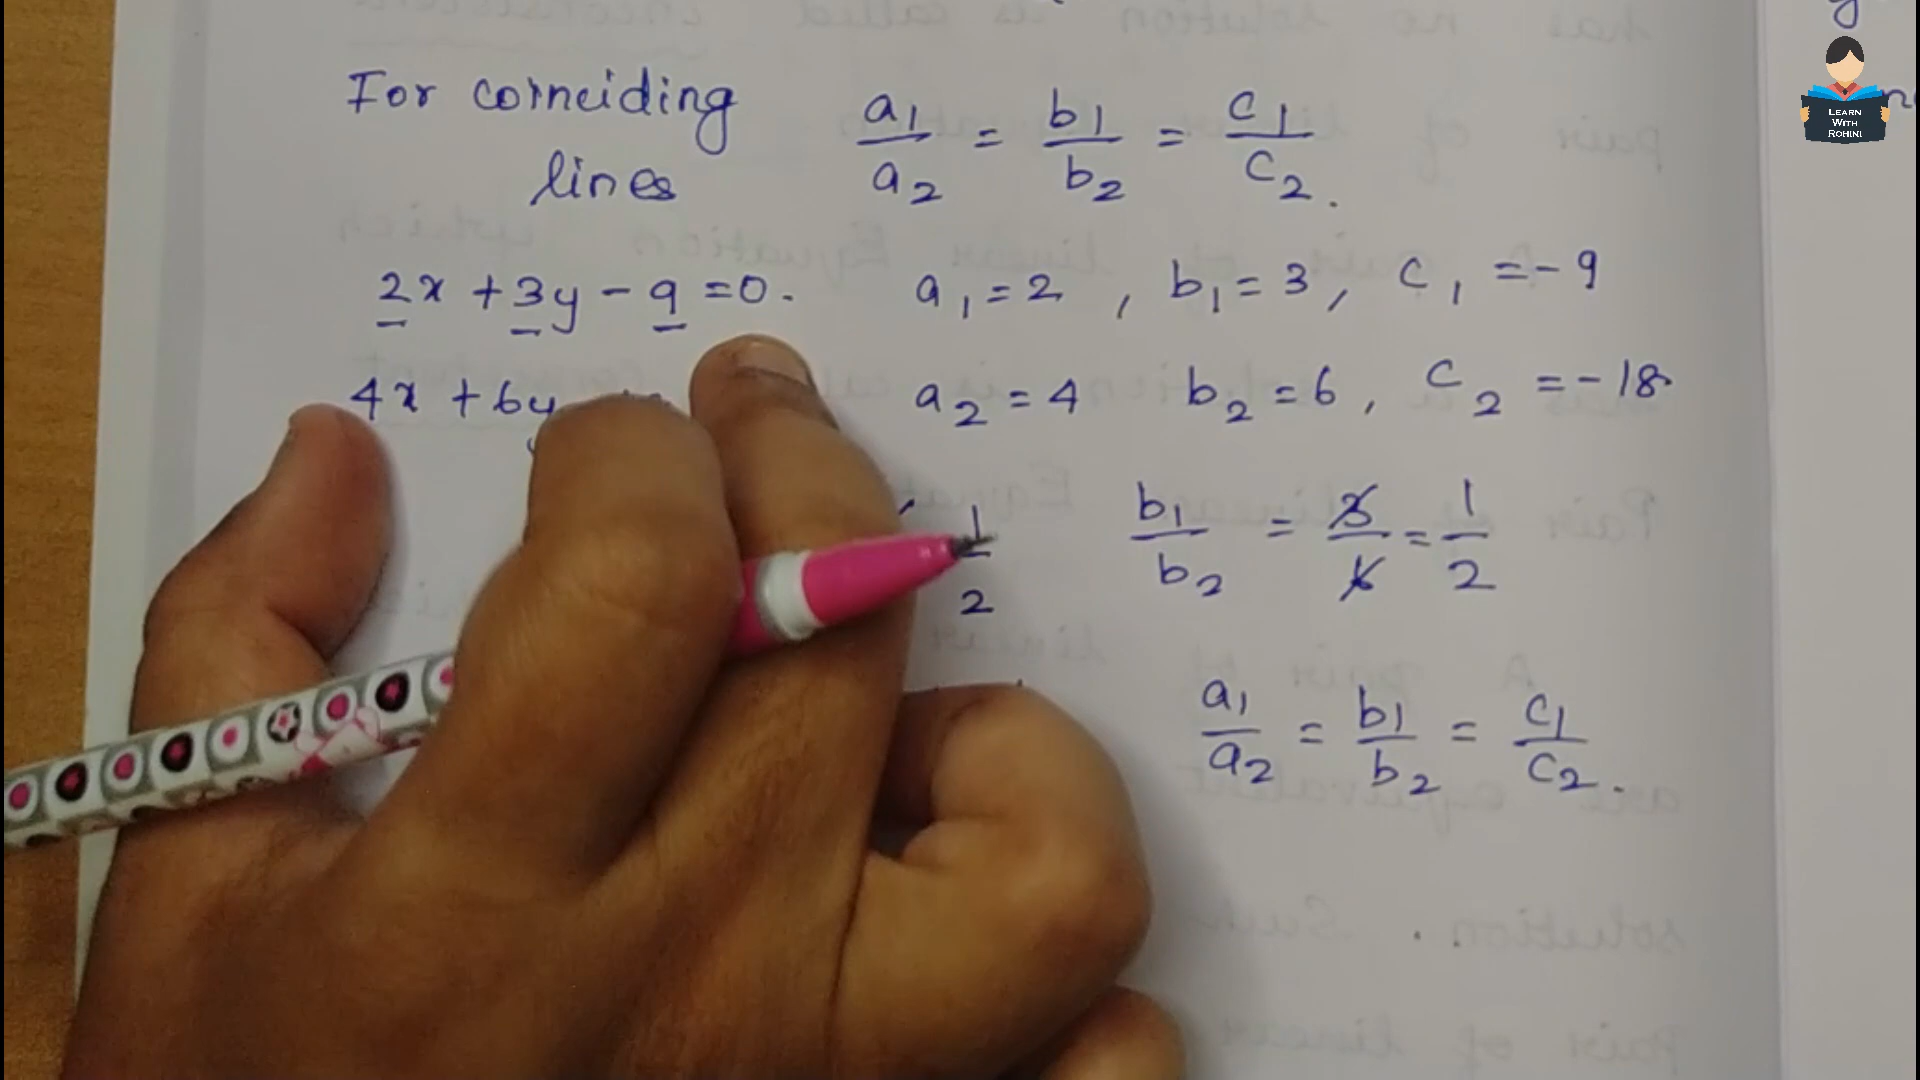 For coinciding a1/a2 = b1/b2 = c1/c2.
lines
2x + 3y - 9 = 0. a1 = 2, b1 = 3, c1 = -9
4x + 6y a2 = 4 b2 = 6, c2 = -18
1/2 b1/b2 = 3/6 = 1/2
a1/a2 = b1/b2 = c1/c2.
LEARN
WITH
ROHINI